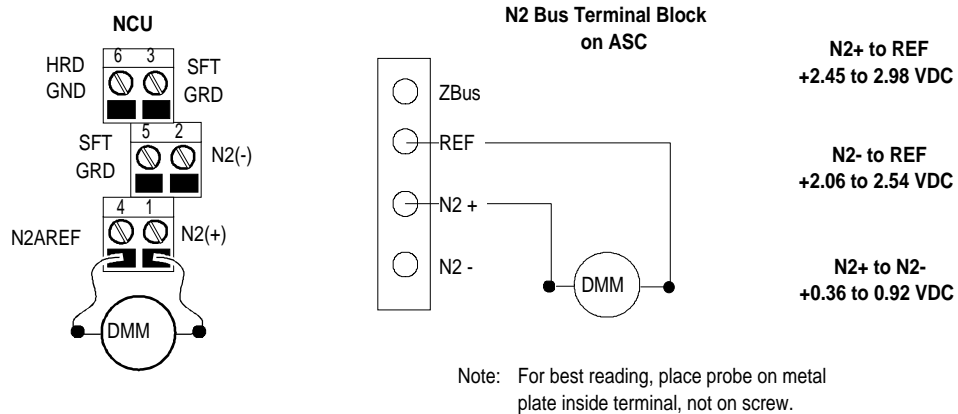 NCU
6 3
HRD
GND
SFT
GRD
5 2
SFT
GRD
N2(-)
4 1
N2AREF
N2(+)
DMM
N2 Bus Terminal Block
on ASC
ZBus
REF
N2 +
N2 -
DMM
N2+ to REF
+2.45 to 2.98 VDC
N2- to REF
+2.06 to 2.54 VDC
N2+ to N2-
+0.36 to 0.92 VDC
Note: For best reading, place probe on metal
plate inside terminal, not on screw.